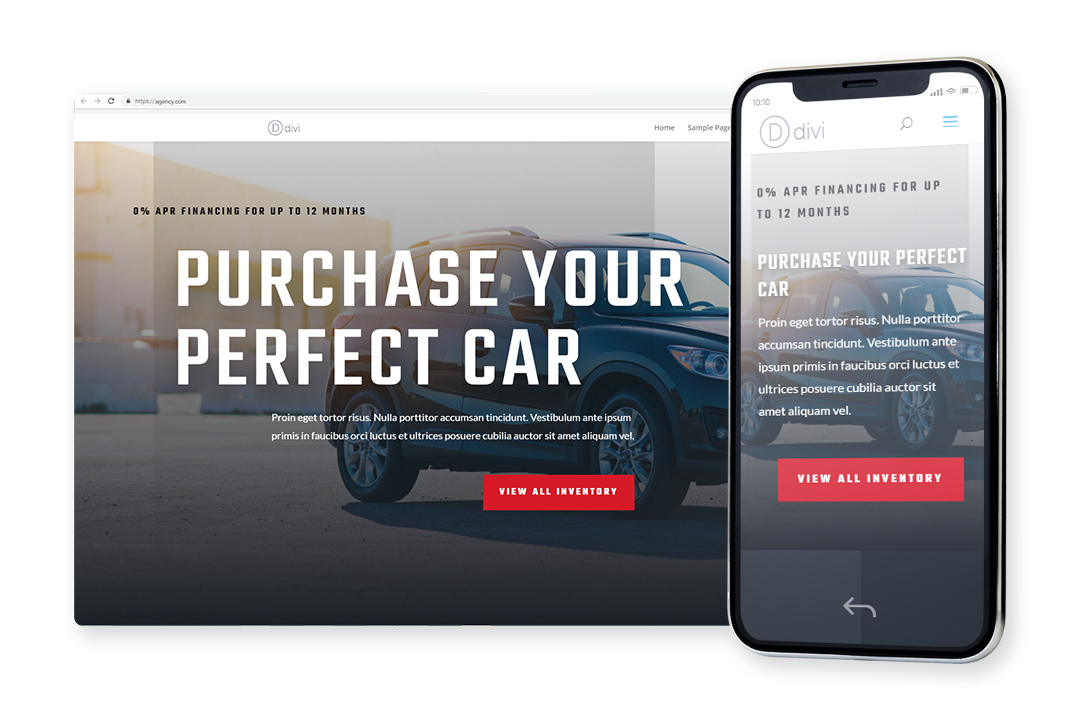 https://agency.com
divi
Home Sample Page
0% APR FINANCING FOR UP TO 12 MONTHS
PURCHASE YOUR
PERFECT CAR
Proin eget tortor risus. Nulla porttitor accumsan tincidunt. Vestibulum ante ipsum
primis in faucibus orci luctus et ultrices posuere cubilia auctor sit amet aliquam vel.
VIEW ALL INVENTORY
10:10
divi
0% APR FINANCING FOR UP
TO 12 MONTHS
PURCHASE YOUR PERFECT
CAR
Proin eget tortor risus. Nulla porttitor
accumsan tincidunt. Vestibulum ante
ipsum primis in faucibus orci luctus et
ultrices posuere cubilia auctor sit
amet aliquam vel.
VIEW ALL INVENTORY